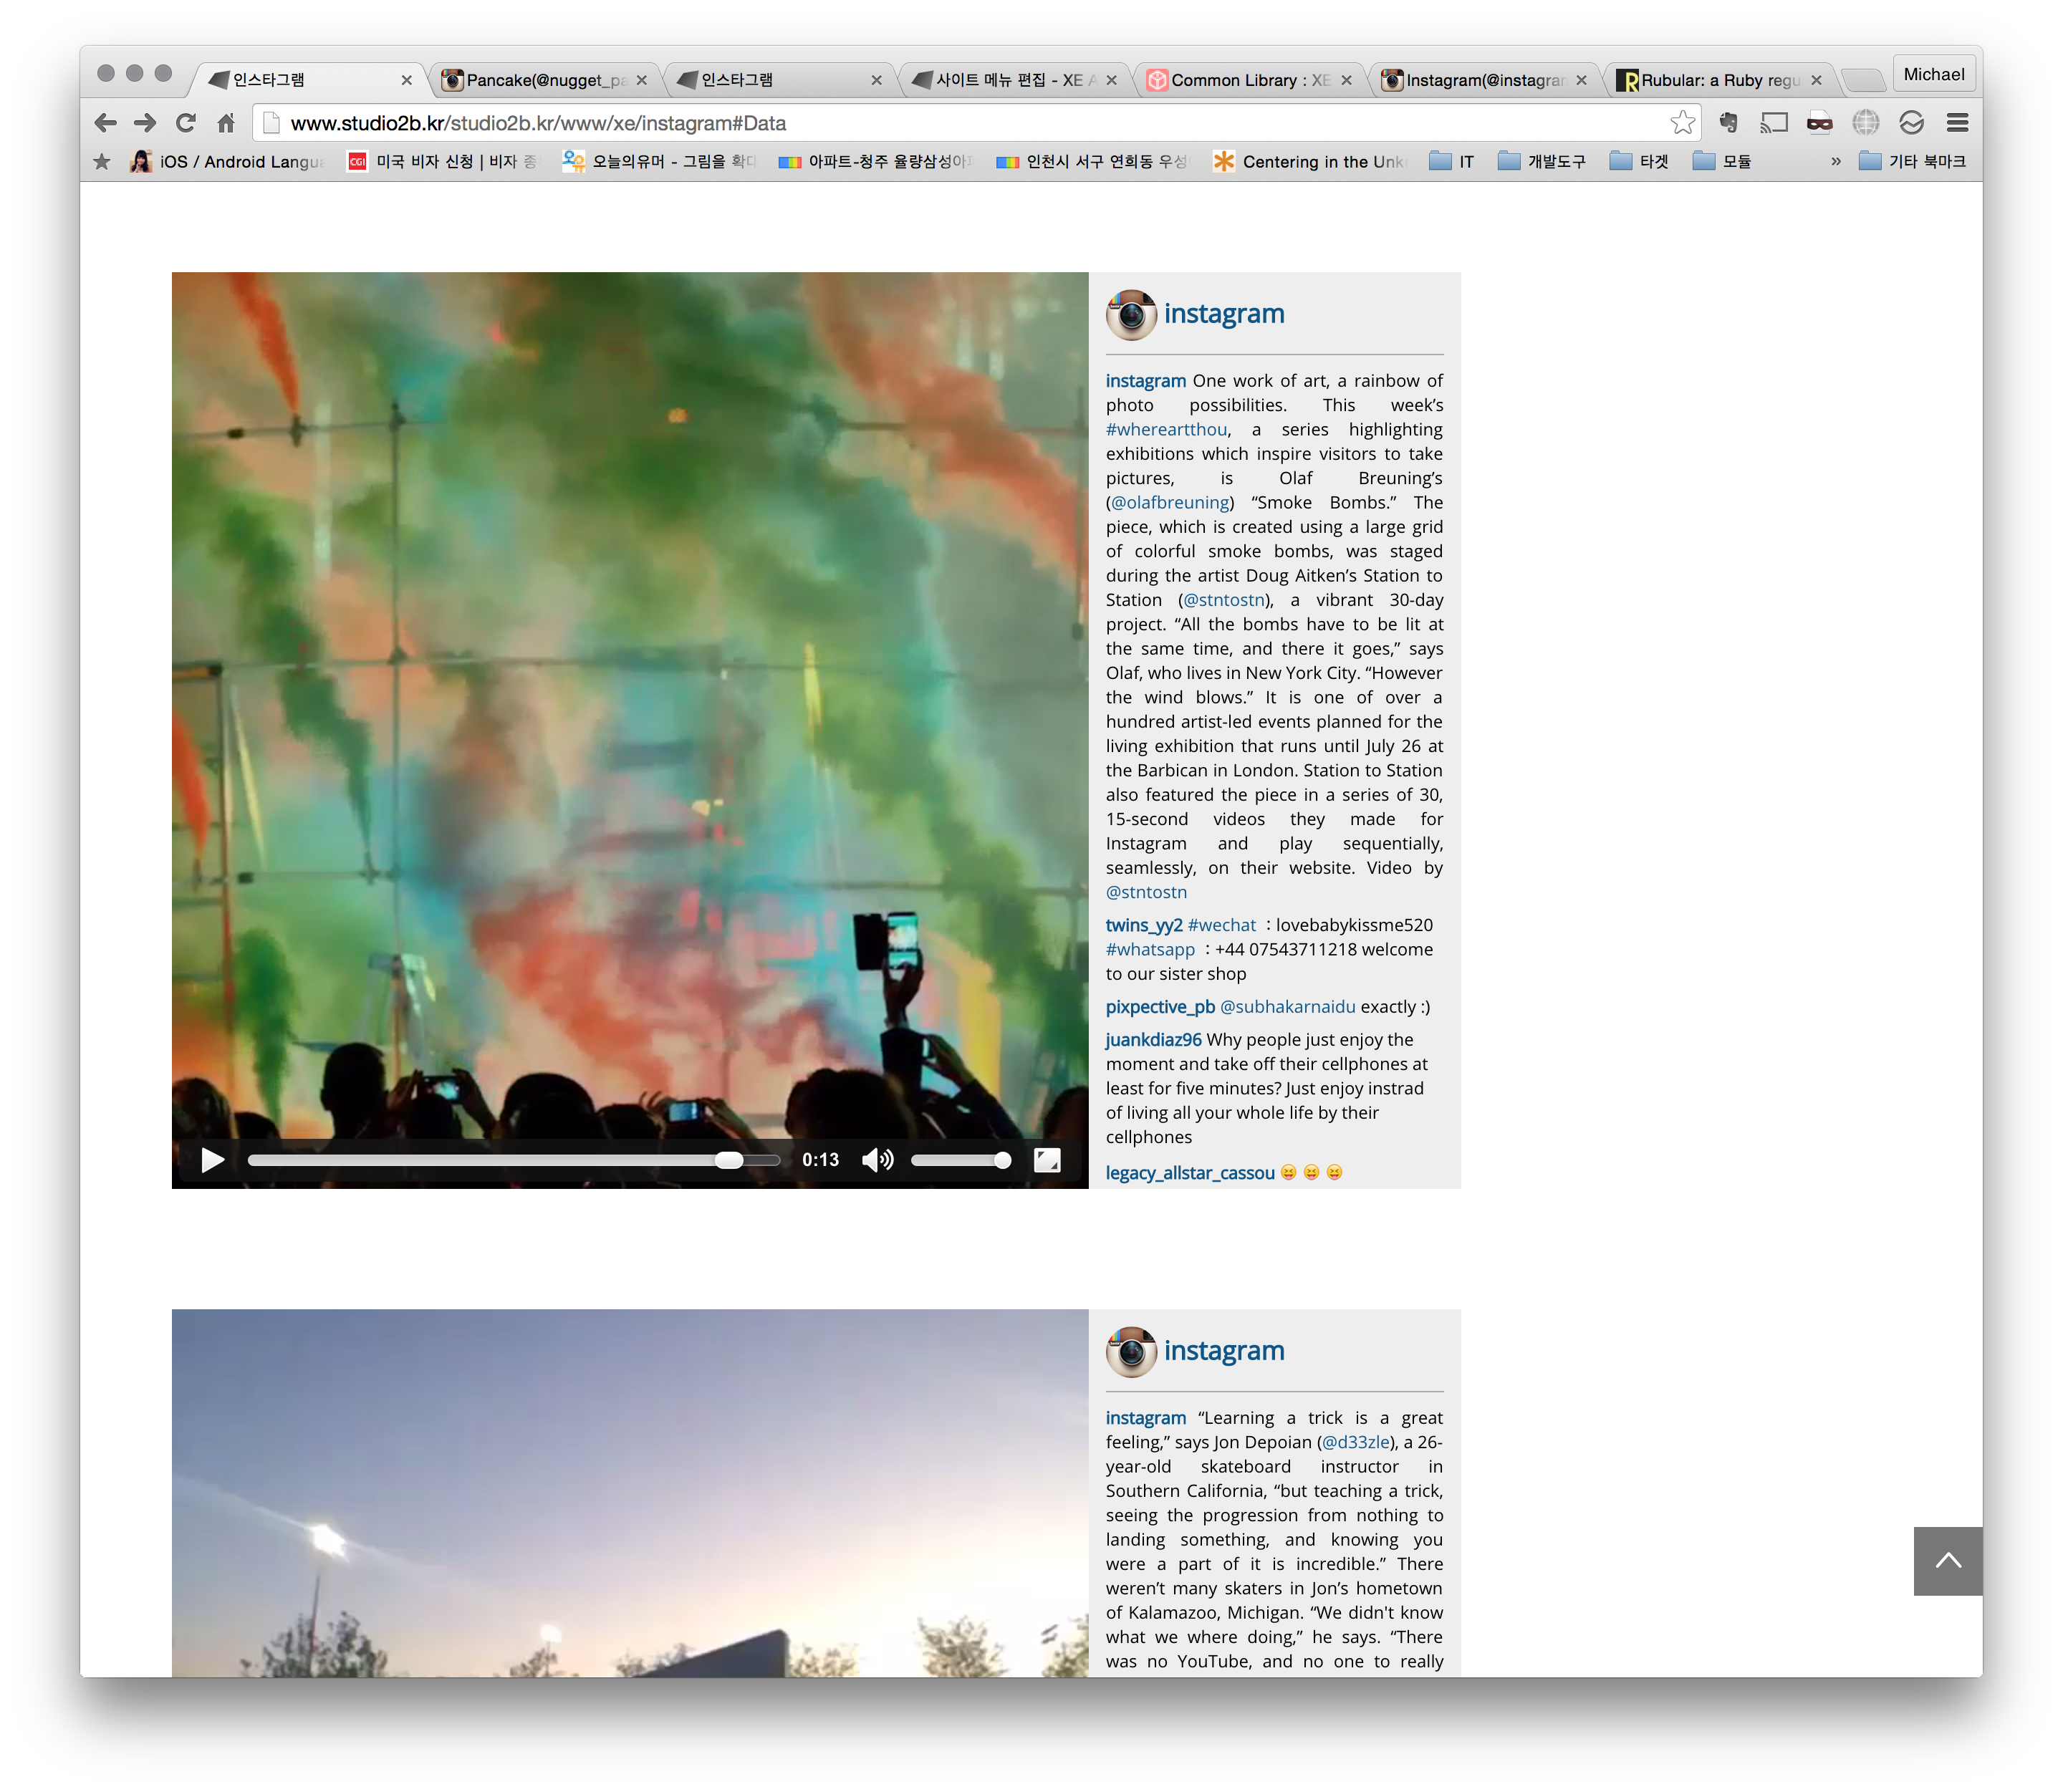 인스타그램
Pancake(@nugget_pa
인스타그램
사이트 메뉴 편집 - XE A
Common Library : XE
Instagram(@instagram
Rubular: a Ruby regu
Michael
www.studio2b.kr/studio2b.kr/www/xe/instagram#Data
iOS / Android Langua
CGI 미국 비자 신청 | 비자 종
오늘의유머 - 그림을 확대
아파트-청주 율량삼성아파
인천시 서구 연희동 우성
Centering in the Unk
IT
개발도구
타겟
모듈
»
기타 북마크
instagram
instagram One work of art, a rainbow of
photo possibilities. This week’s
#whereartthou, a series highlighting
exhibitions which inspire visitors to take
pictures, is Olaf Breuning’s
(@olafbreuning) “Smoke Bombs.” The
piece, which is created using a large grid
of colorful smoke bombs, was staged
during the artist Doug Aitken’s Station to
Station (@stntostn), a vibrant 30-day
project. “All the bombs have to be lit at
the same time, and there it goes,” says
Olaf, who lives in New York City. “However
the wind blows.” It is one of over a
hundred artist-led events planned for the
living exhibition that runs until July 26 at
the Barbican in London. Station to Station
also featured the piece in a series of 30,
15-second videos they made for
Instagram and play sequentially,
seamlessly, on their website. Video by
@stntostn
twins_yy2 #wechat ：lovebabykissme520
#whatsapp ：+44 07543711218 welcome
to our sister shop
pixpective_pb @subhakarnaidu exactly :)
juankdiaz96 Why people just enjoy the
moment and take off their cellphones at
least for five minutes? Just enjoy instrad
of living all your whole life by their
cellphones
legacy_allstar_cassou 😝 😝 😝
0:13
instagram
instagram “Learning a trick is a great
feeling,” says Jon Depoian (@d33zle), a 26-
year-old skateboard instructor in
Southern California, “but teaching a trick,
seeing the progression from nothing to
landing something, and knowing you
were a part of it is incredible.” There
weren’t many skaters in Jon’s hometown
of Kalamazoo, Michigan. “We didn't know
what we where doing,” he says. “There
was no YouTube, and no one to really